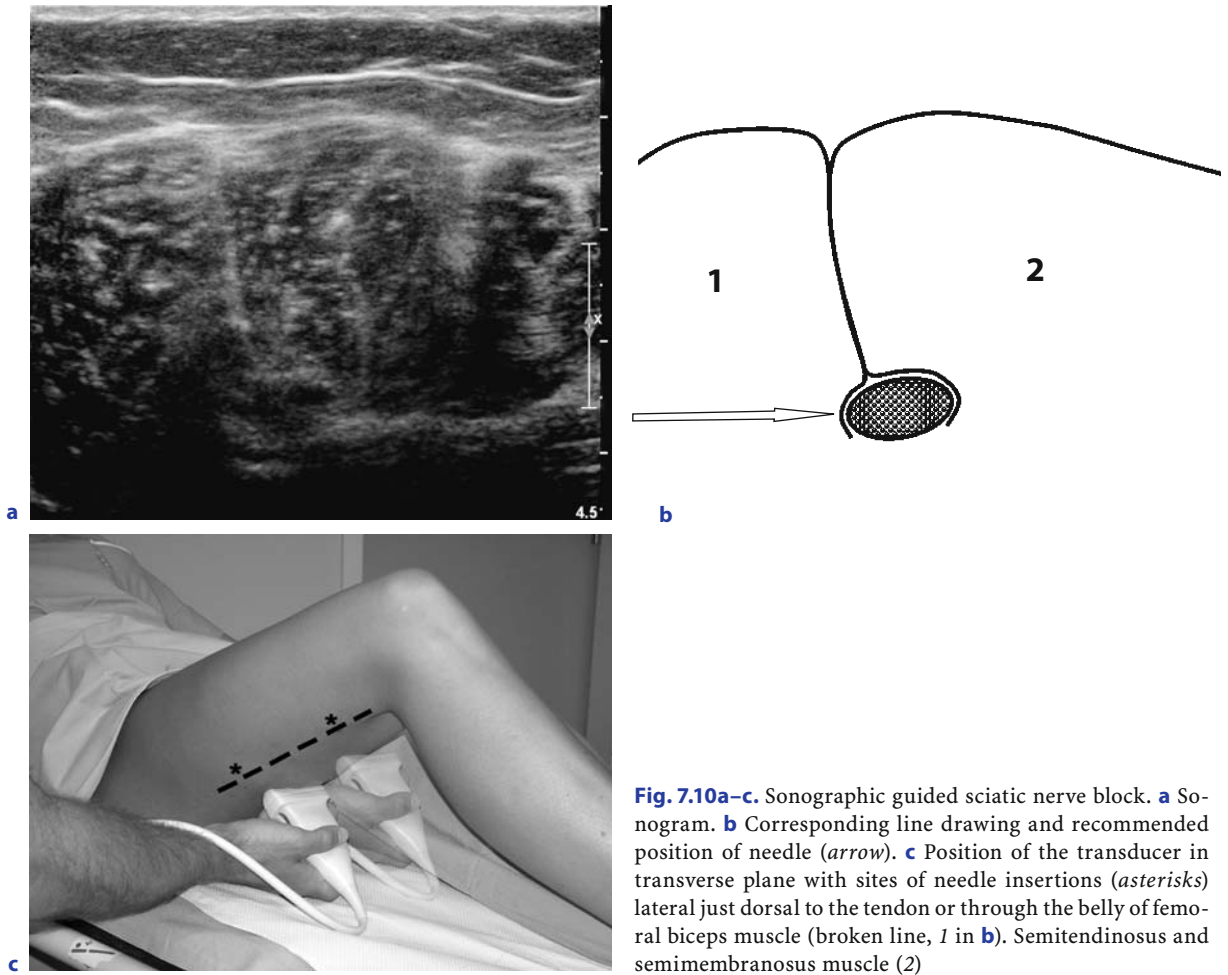 4.5
a
1
2
b
*
*
c
Fig. 7.10a–c. Sonographic guided sciatic nerve block. a So-
nogram. b Corresponding line drawing and recommended
position of needle (arrow). c Position of the transducer in
transverse plane with sites of needle insertions (asterisks)
lateral just dorsal to the tendon or through the belly of femo-
ral biceps muscle (broken line, 1 in b). Semitendinosus and
semimembranosus muscle (2)